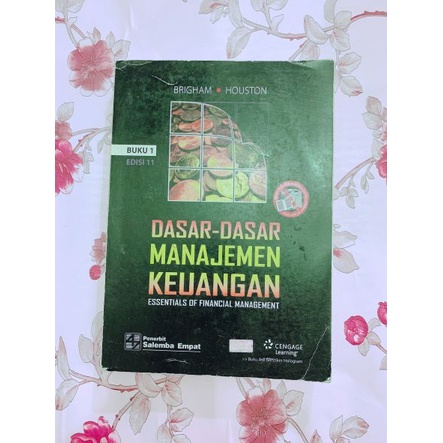 BRIGHAM • HOUSTON
BUKU 1
EDISI 11
DASAR-DASAR
MANAJEMEN
KEUANGAN
ESSENTIALS OF FINANCIAL MANAGEMENT
Penerbit
Salemba Empat
CENGAGE
Learning